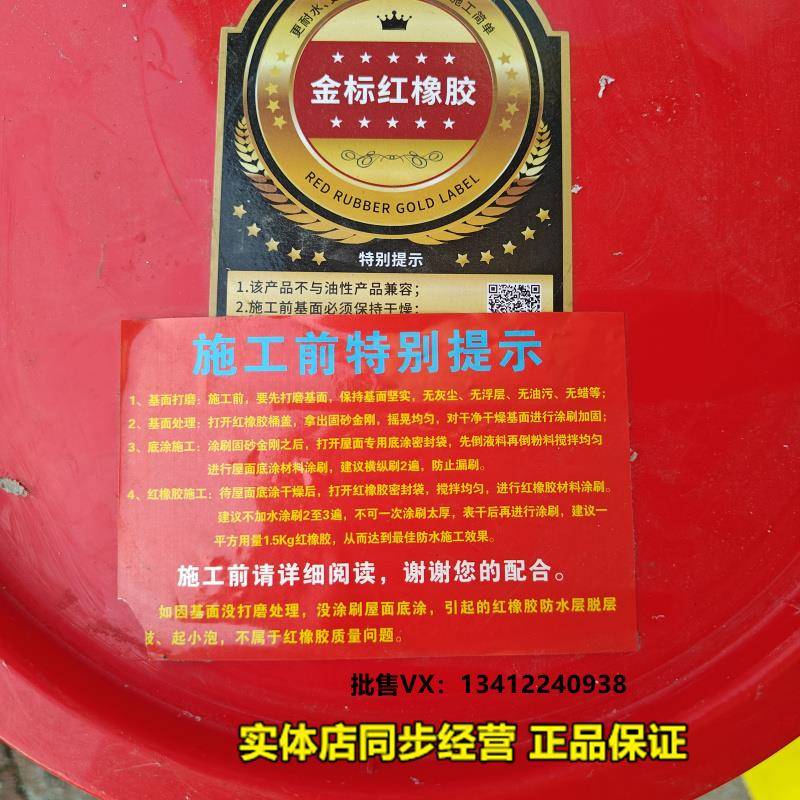 更耐水、
施工简单
金标红橡胶
RED RUBBER GOLD LABEL
特别提示
1.该产品不与油性产品兼容；
2.施工前基面必须保持干燥；
施工前特别提示
1、基面打磨：施工前，要先打磨基面，保持基面坚实，无灰尘、无浮层、无油污、无蜡等；
2、基面处理：打开红橡胶桶盖，拿出固砂金刚，摇晃均匀，对干净干燥基面进行涂刷加固；
3、底涂施工：涂刷固砂金刚之后，打开屋面专用底涂密封袋，先倒液料再倒粉料搅拌均匀
进行屋面底涂材料涂刷，建议横纵刷2遍，防止漏刷。
4、红橡胶施工：待屋面底涂干燥后，打开红橡胶密封袋，搅拌均匀，进行红橡胶材料涂刷。
建议不加水涂刷2至3遍，不可一次涂刷太厚，表干后再进行涂刷，建议一
平方用量1.5Kg红橡胶，从而达到最佳防水施工效果。
施工前请详细阅读，谢谢您的配合。
如因基面没打磨处理，没涂刷屋面底涂，引起的红橡胶防水层脱层
、起小泡，不属于红橡胶质量问题。
批售VX：13412240938
实体店同步经营 正品保证